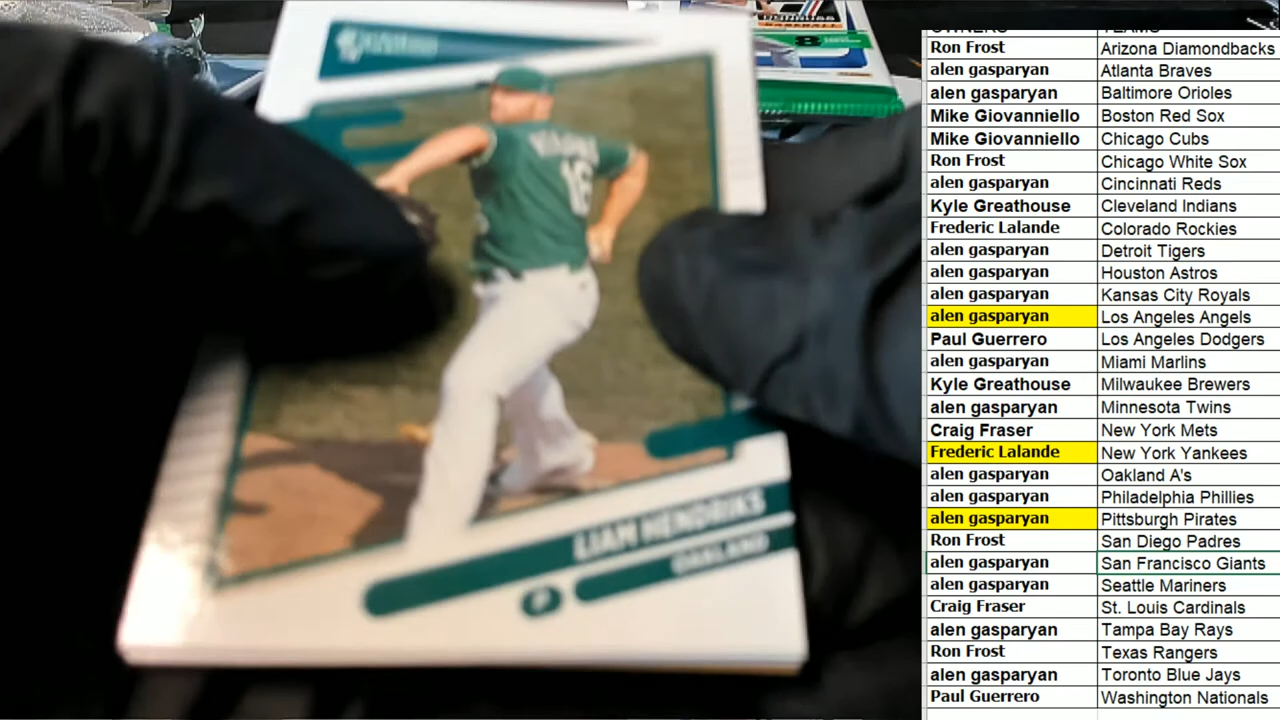 BASEBALL
8
16
LIAM HENDRIKS
OAKLAND
P
OWNERS TEAMS
Ron Frost Arizona Diamondbacks
alen gasparyan Atlanta Braves
alen gasparyan Baltimore Orioles
Mike Giovanniello Boston Red Sox
Mike Giovanniello Chicago Cubs
Ron Frost Chicago White Sox
alen gasparyan Cincinnati Reds
Kyle Greathouse Cleveland Indians
Frederic Lalande Colorado Rockies
alen gasparyan Detroit Tigers
alen gasparyan Houston Astros
alen gasparyan Kansas City Royals
alen gasparyan Los Angeles Angels
Paul Guerrero Los Angeles Dodgers
alen gasparyan Miami Marlins
Kyle Greathouse Milwaukee Brewers
alen gasparyan Minnesota Twins
Craig Fraser New York Mets
Frederic Lalande New York Yankees
alen gasparyan Oakland A's
alen gasparyan Philadelphia Phillies
alen gasparyan Pittsburgh Pirates
Ron Frost San Diego Padres
alen gasparyan San Francisco Giants
alen gasparyan Seattle Mariners
Craig Fraser St. Louis Cardinals
alen gasparyan Tampa Bay Rays
Ron Frost Texas Rangers
alen gasparyan Toronto Blue Jays
Paul Guerrero Washington Nationals